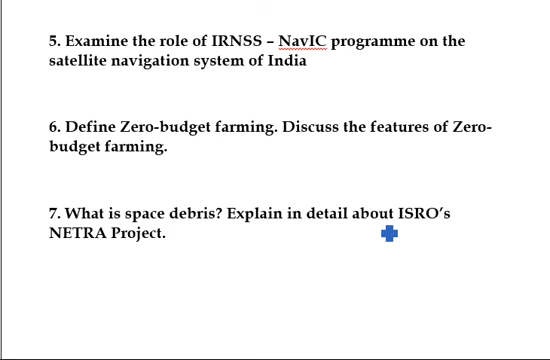 5. Examine the role of IRNSS – NavIC programme on the
satellite navigation system of India
6. Define Zero-budget farming. Discuss the features of Zero-
budget farming.
7. What is space debris? Explain in detail about ISRO’s
NETRA Project.